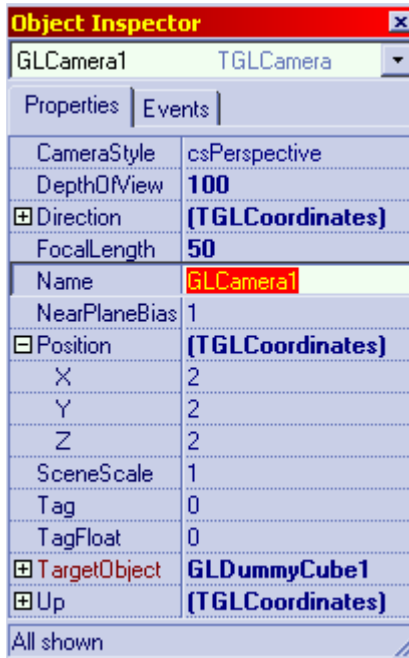 Object Inspector
GLCamera1 TGLCamera
Properties Events
CameraStyle csPerspective
DepthOfView 100
Direction (TGLCoordinates)
FocalLength 50
Name GLCamera1
NearPlaneBias 1
Position (TGLCoordinates)
X 2
Y 2
Z 2
SceneScale 1
Tag 0
TagFloat 0
TargetObject GLDummyCube1
Up (TGLCoordinates)
All shown